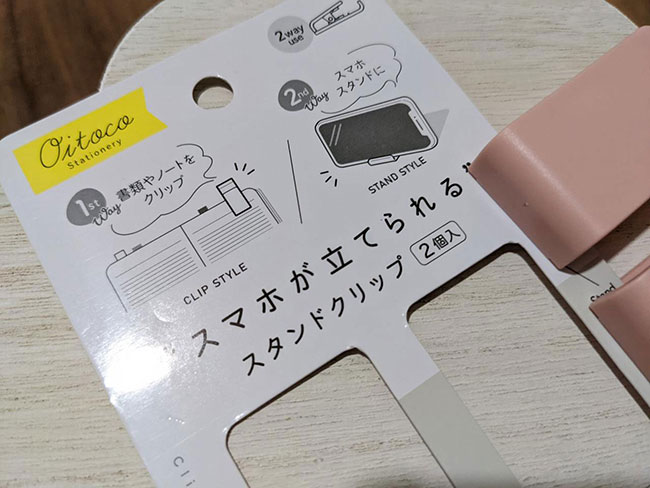 2way
use
Oitoco
Stationery
1st
Way
書類やノートを
クリップ
CLIP STYLE
2nd
Way
スマホ
スタンドに
STAND STYLE
"スマホが立てられる"
スタンドクリップ
2個入
Stand
Cli